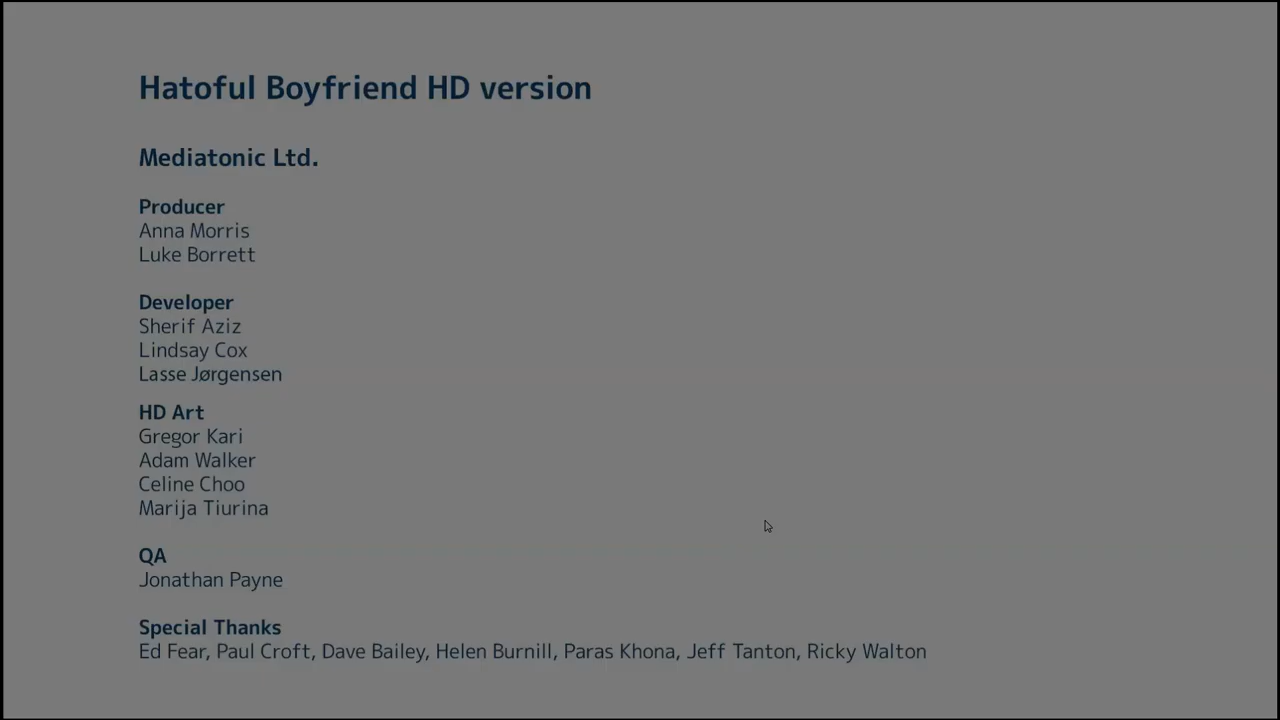 Hatoful Boyfriend HD version
Mediatonic Ltd.
Producer
Anna Morris
Luke Borrett
Developer
Sherif Aziz
Lindsay Cox
Lasse Jørgensen
HD Art
Gregor Kari
Adam Walker
Celine Choo
Marija Tiurina
QA
Jonathan Payne
Special Thanks
Ed Fear, Paul Croft, Dave Bailey, Helen Burnill, Paras Khona, Jeff Tanton, Ricky Walton